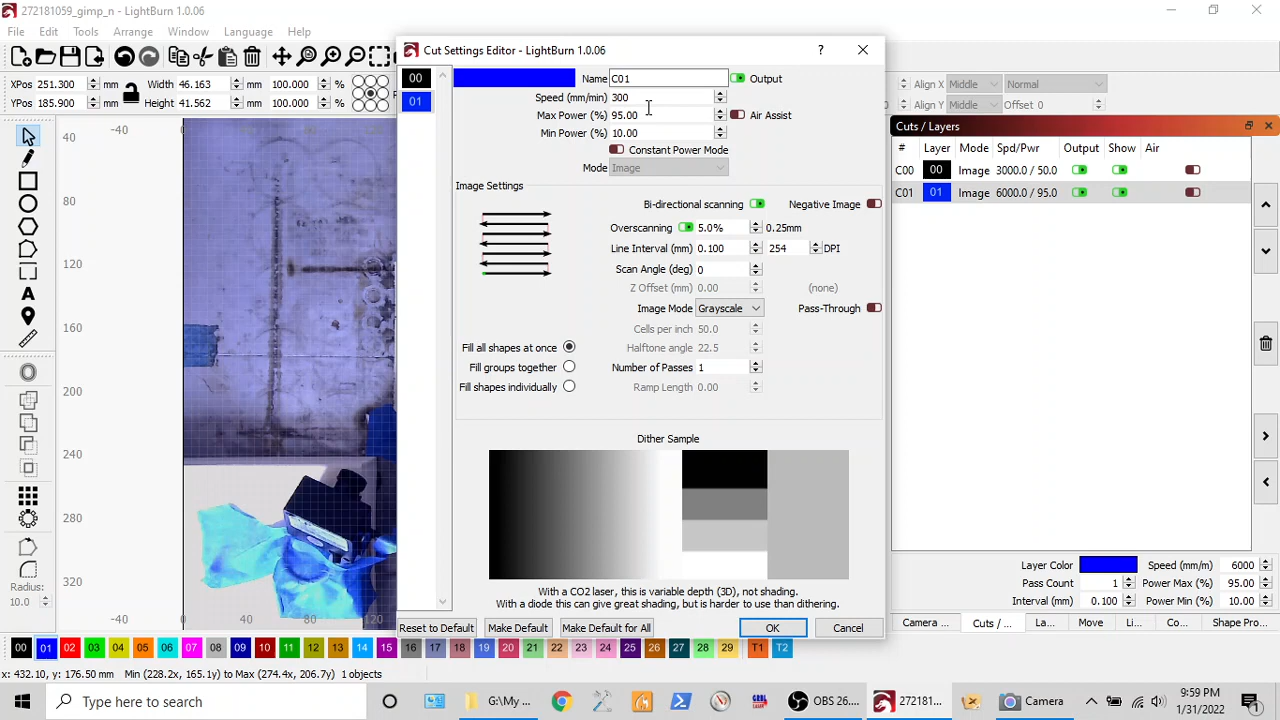 272181059_gimp_n - LightBurn 1.0.06
File Edit Tools Arrange Window Language Help
XPos 251.300 mm Width 46.163 mm 100.000 %
YPos 185.900 mm Height 41.562 mm 100.000 %
Align X Middle Normal
Align Y Middle Offset 0
Cut Settings Editor - LightBurn 1.0.06
00
01
Name C01 Output
Speed (mm/min) 300
Max Power (%) 95.00 Air Assist
Min Power (%) 10.00
Constant Power Mode
Mode Image
Image Settings
Bi-directional scanning Negative Image
Overscanning 5.0% 0.25mm
Line Interval (mm) 0.100 254 DPI
Scan Angle (deg) 0
Z Offset (mm) 0.00 (none)
Image Mode Grayscale Pass-Through
Cells per inch 50.0
Fill all shapes at once Halftone angle 22.5
Fill groups together Number of Passes 1
Fill shapes individually Ramp Length 0.00
Dither Sample
With a CO2 laser, this is variable depth (3D), not shading.
With a diode this can give great shading, but is harder to use than dithering.
Reset to Default Make Default Make Default for All OK Cancel
Cuts / Layers
# Layer Mode Spd/Pwr Output Show Air
C00 00 Image 3000.0 / 50.0
C01 01 Image 6000.0 / 95.0
Layer Color Speed (mm/m) 6000
Pass Count 1 Power Max (%) 95.00
Interval (mm) 0.100 Power Min (%)
Camera ... Cuts / ... La... Move Li... Co... Shape Pro...
-40 0
40
80
120
160
200
240
280
320
-40 0 120
Radius:
10.0
00 01 02 03 04 05 06 07 08 09 10 11 12 13 14 15 16 17 18 19 20 21 22 23 24 25 26 27 28 29 T1 T2
x: 432.10, y: 176.50 mm Min (228.2x, 165.1y) to Max (274.4x, 206.7y) 1 objects
Type here to search
G:\My ...
GRBL
OBS 26....
272181...
Camera
9:59 PM
1/31/2022
1